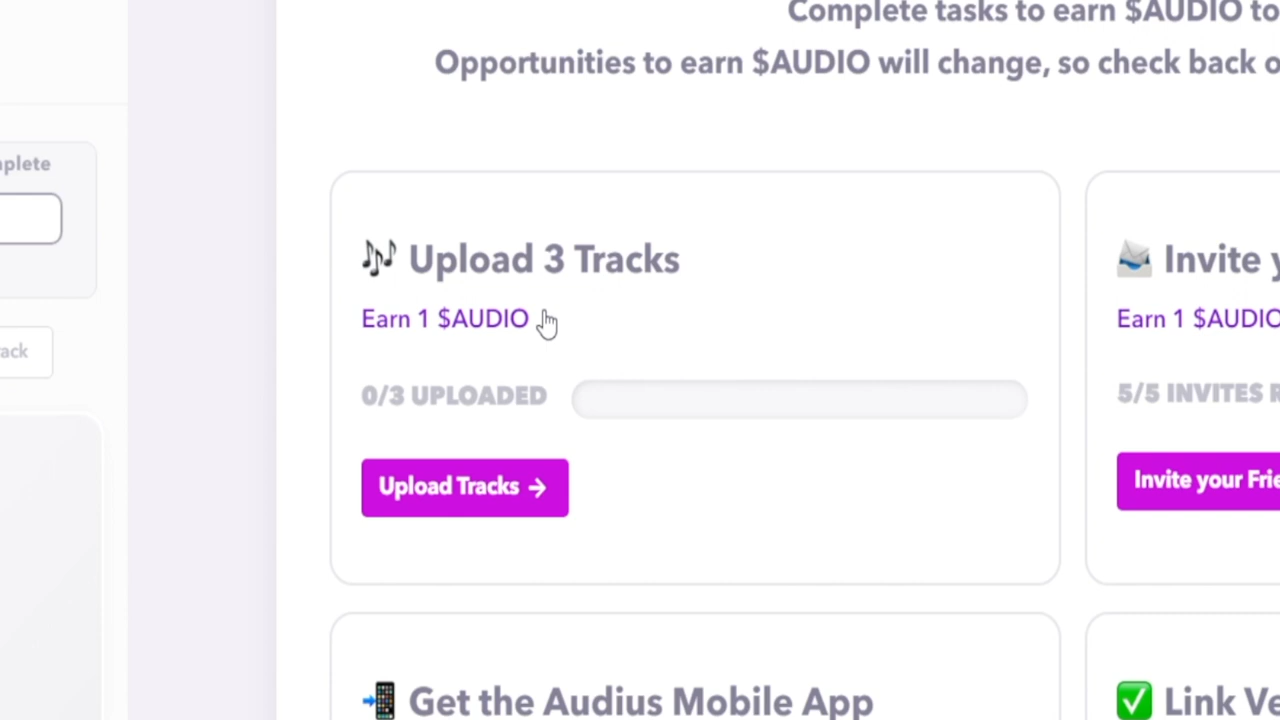 Complete tasks to earn $AUDIO to
Opportunities to earn $AUDIO will change, so check back o
plete
ack
Upload 3 Tracks
Earn 1 $AUDIO
0/3 UPLOADED
Upload Tracks →
Invite y
Earn 1 $AUDIO
5/5 INVITES R
Invite your Frie
Get the Audius Mobile App
Link Ve